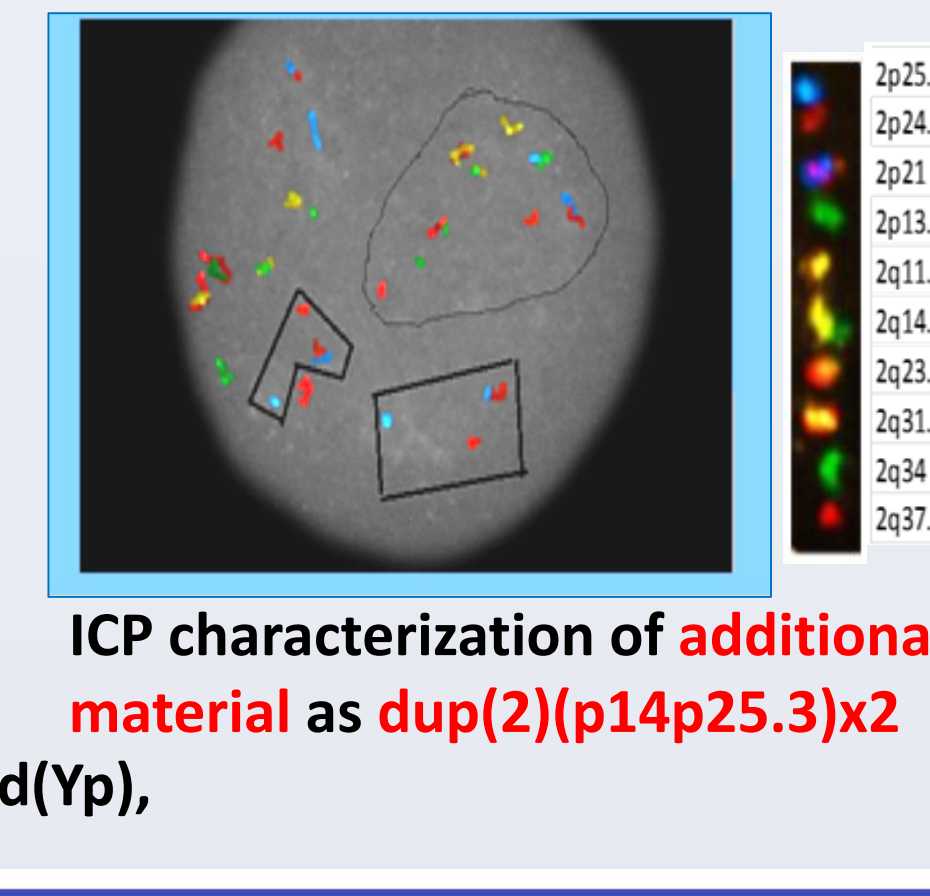 2p25.
2p24.
2p21
2p13.
2q11.
2q14.
2q23.
2q31.
2q34
2q37.
ICP characterization of additiona
material as dup(2)(p14p25.3)x2
d(Yp),